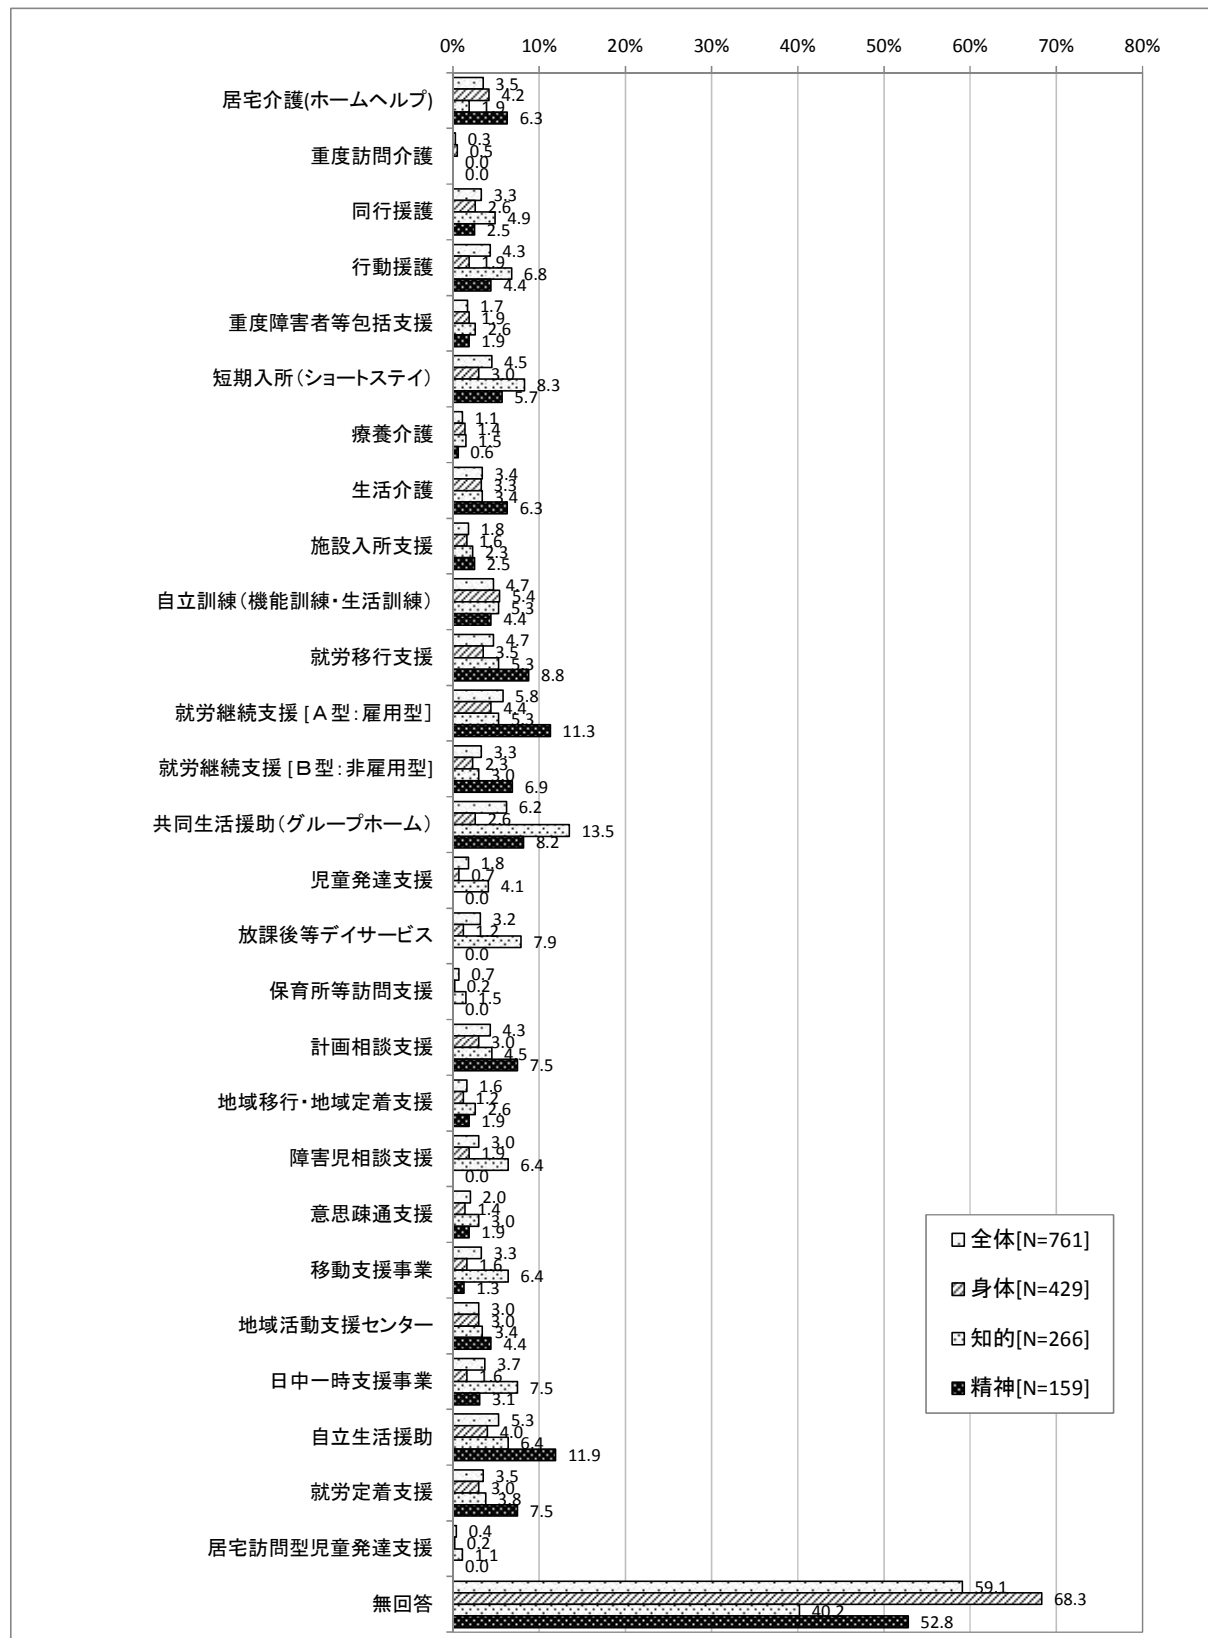 0% 10% 20% 30% 40% 50% 60% 70% 80%
居宅介護(ホームヘルプ) 3.5 4.2 1.9 6.3
重度訪問介護 0.3 0.5 0.0 0.0
同行援護 3.3 2.6 4.9 2.5
行動援護 4.3 1.9 6.8 4.4
重度障害者等包括支援 1.7 1.9 2.6 1.9
短期入所(ショートステイ) 4.5 3.0 8.3 5.7
療養介護 1.1 1.4 1.5 0.6
生活介護 3.4 3.3 3.4 6.3
施設入所支援 1.8 1.6 2.3 2.5
自立訓練(機能訓練・生活訓練) 4.7 5.4 5.3 4.4
就労移行支援 4.7 3.5 5.3 8.8
就労継続支援 [A型:雇用型] 5.8 4.4 5.3 11.3
就労継続支援 [B型:非雇用型] 3.3 2.3 3.0 6.9
共同生活援助(グループホーム) 6.2 2.6 13.5 8.2
児童発達支援 1.8 0.7 4.1 0.0
放課後等デイサービス 3.2 1.2 7.9 0.0
保育所等訪問支援 0.7 0.2 1.5 0.0
計画相談支援 4.3 3.0 4.5 7.5
地域移行・地域定着支援 1.6 1.2 2.6 1.9
障害児相談支援 3.0 1.9 6.4 0.0
意思疎通支援 2.0 1.4 3.0 1.9
移動支援事業 3.3 1.6 6.4 1.3
地域活動支援センター 3.0 3.0 3.4 4.4
日中一時支援事業 3.7 1.6 7.5 3.1
自立生活援助 5.3 4.0 6.4 11.9
就労定着支援 3.5 3.0 3.8 7.5
居宅訪問型児童発達支援 0.4 0.2 1.1 0.0
無回答 59.1 68.3 40.2 52.8
全体[N=761]
身体[N=429]
知的[N=266]
精神[N=159]